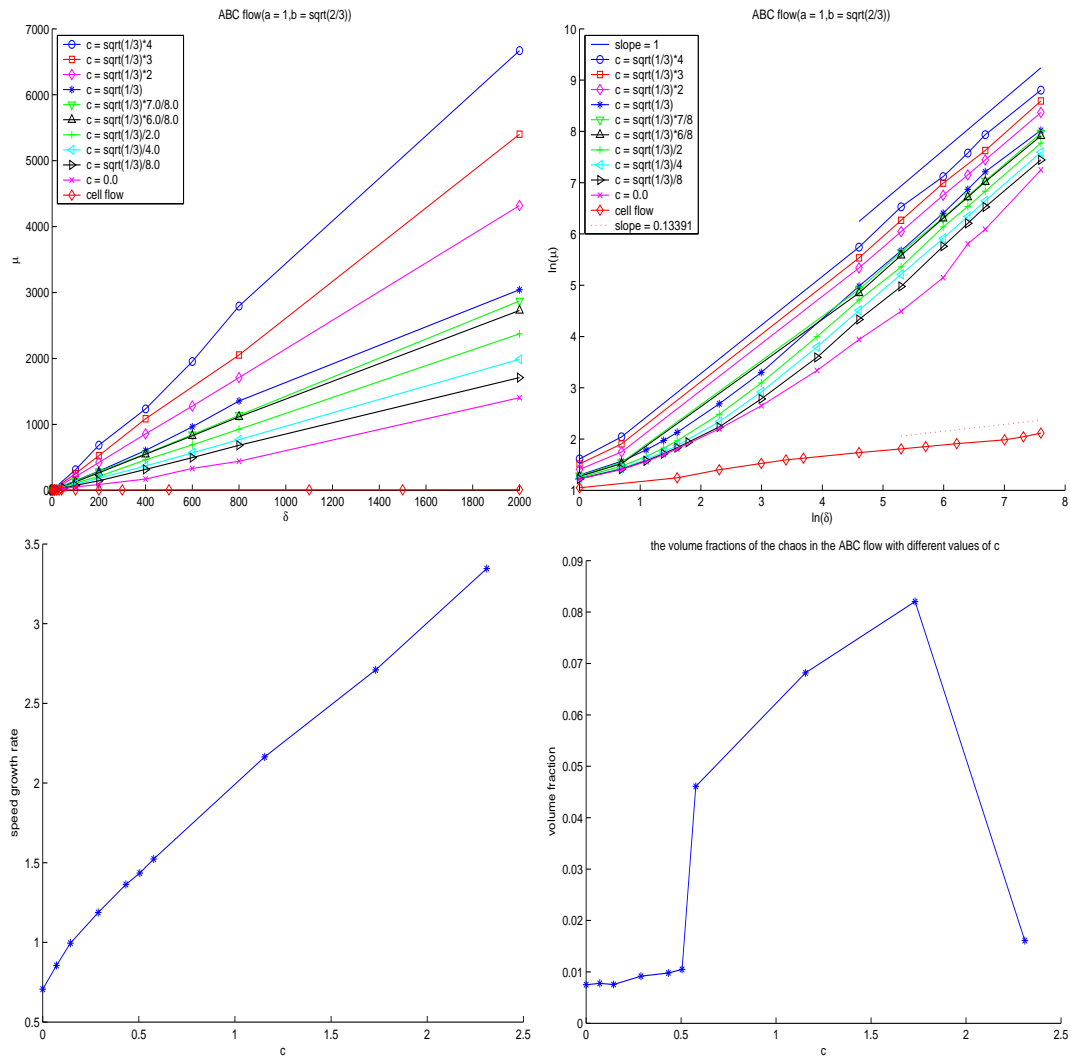 ABC flow(a = 1,b = sqrt(2/3))
7000
6000
5000
4000
3000
2000
1000
0
μ
c = sqrt(1/3)*4
c = sqrt(1/3)*3
c = sqrt(1/3)*2
c = sqrt(1/3)
c = sqrt(1/3)*7.0/8.0
c = sqrt(1/3)*6.0/8.0
c = sqrt(1/3)/2.0
c = sqrt(1/3)/4.0
c = sqrt(1/3)/8.0
c = 0.0
cell flow
0 200 400 600 800 1000 1200 1400 1600 1800 2000
δ
ABC flow(a = 1,b = sqrt(2/3))
10
9
8
7
6
5
4
3
2
1
ln(μ)
slope = 1
c = sqrt(1/3)*4
c = sqrt(1/3)*3
c = sqrt(1/3)*2
c = sqrt(1/3)
c = sqrt(1/3)*7/8
c = sqrt(1/3)*6/8
c = sqrt(1/3)/2
c = sqrt(1/3)/4
c = sqrt(1/3)/8
c = 0.0
cell flow
slope = 0.13391
0 1 2 3 4 5 6 7 8
ln(δ)
3.5
3
2.5
2
1.5
1
0.5
speed growth rate
0 0.5 1 1.5 2 2.5
c
the volume fractions of the chaos in the ABC flow with different values of c
0.09
0.08
0.07
0.06
0.05
0.04
0.03
0.02
0.01
0
volume fraction
0 0.5 1 1.5 2 2.5
c